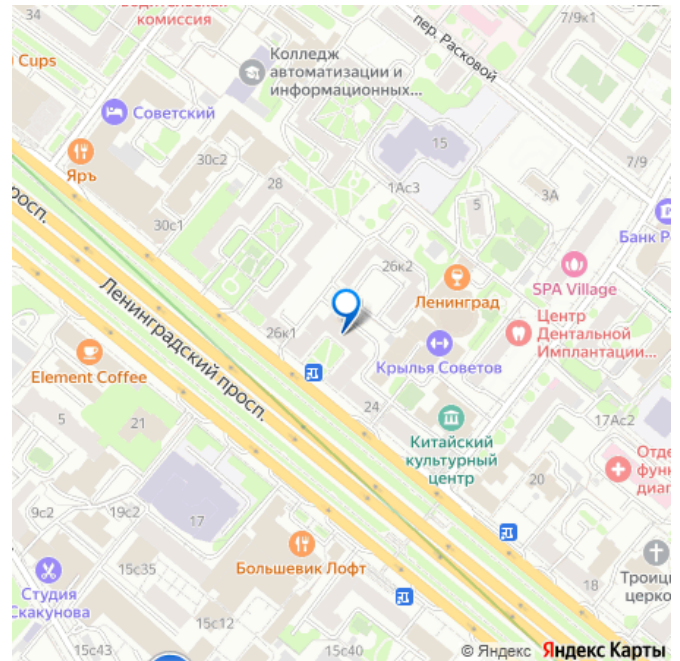 34
комиссия
7/9к1
пер. Расковой
Cups
Колледж
автоматизации и
информационных...
Советский
15
Яръ
30с2
28
1Ас3
7/9
5
3А
просп.
30с1
Банк Р
26к2
Ленинград
SPA Village
Ленинградский просп.
26к1
Центр
Дентальной
Имплантации...
Element Coffee
Крылья Советов
24
5
21
17Ас2
Китайский
культурный
центр
Отде
функ
диаг
20
9с2
19с2
17
Большевик Лофт
15с35
18
Троиц
церко
Студия
Скакунова
15с12
15с43
15с40
© Яндекс Яндекс Карты